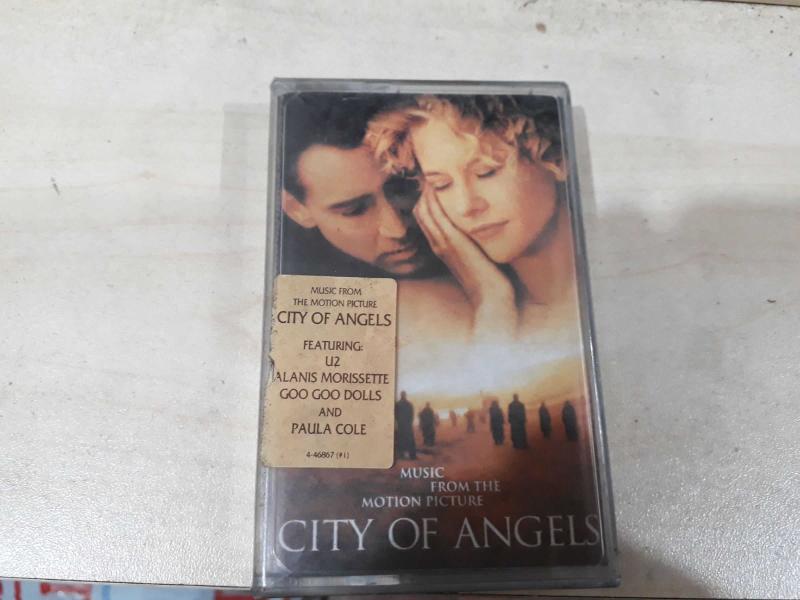 MUSIC FROM
THE MOTION PICTURE
CITY OF ANGELS
FEATURING:
U2
ALANIS MORISSETTE
GOO GOO DOLLS
AND
PAULA COLE
4-46867 (#1)
MUSIC
FROM THE
MOTION PICTURE
CITY OF ANGELS